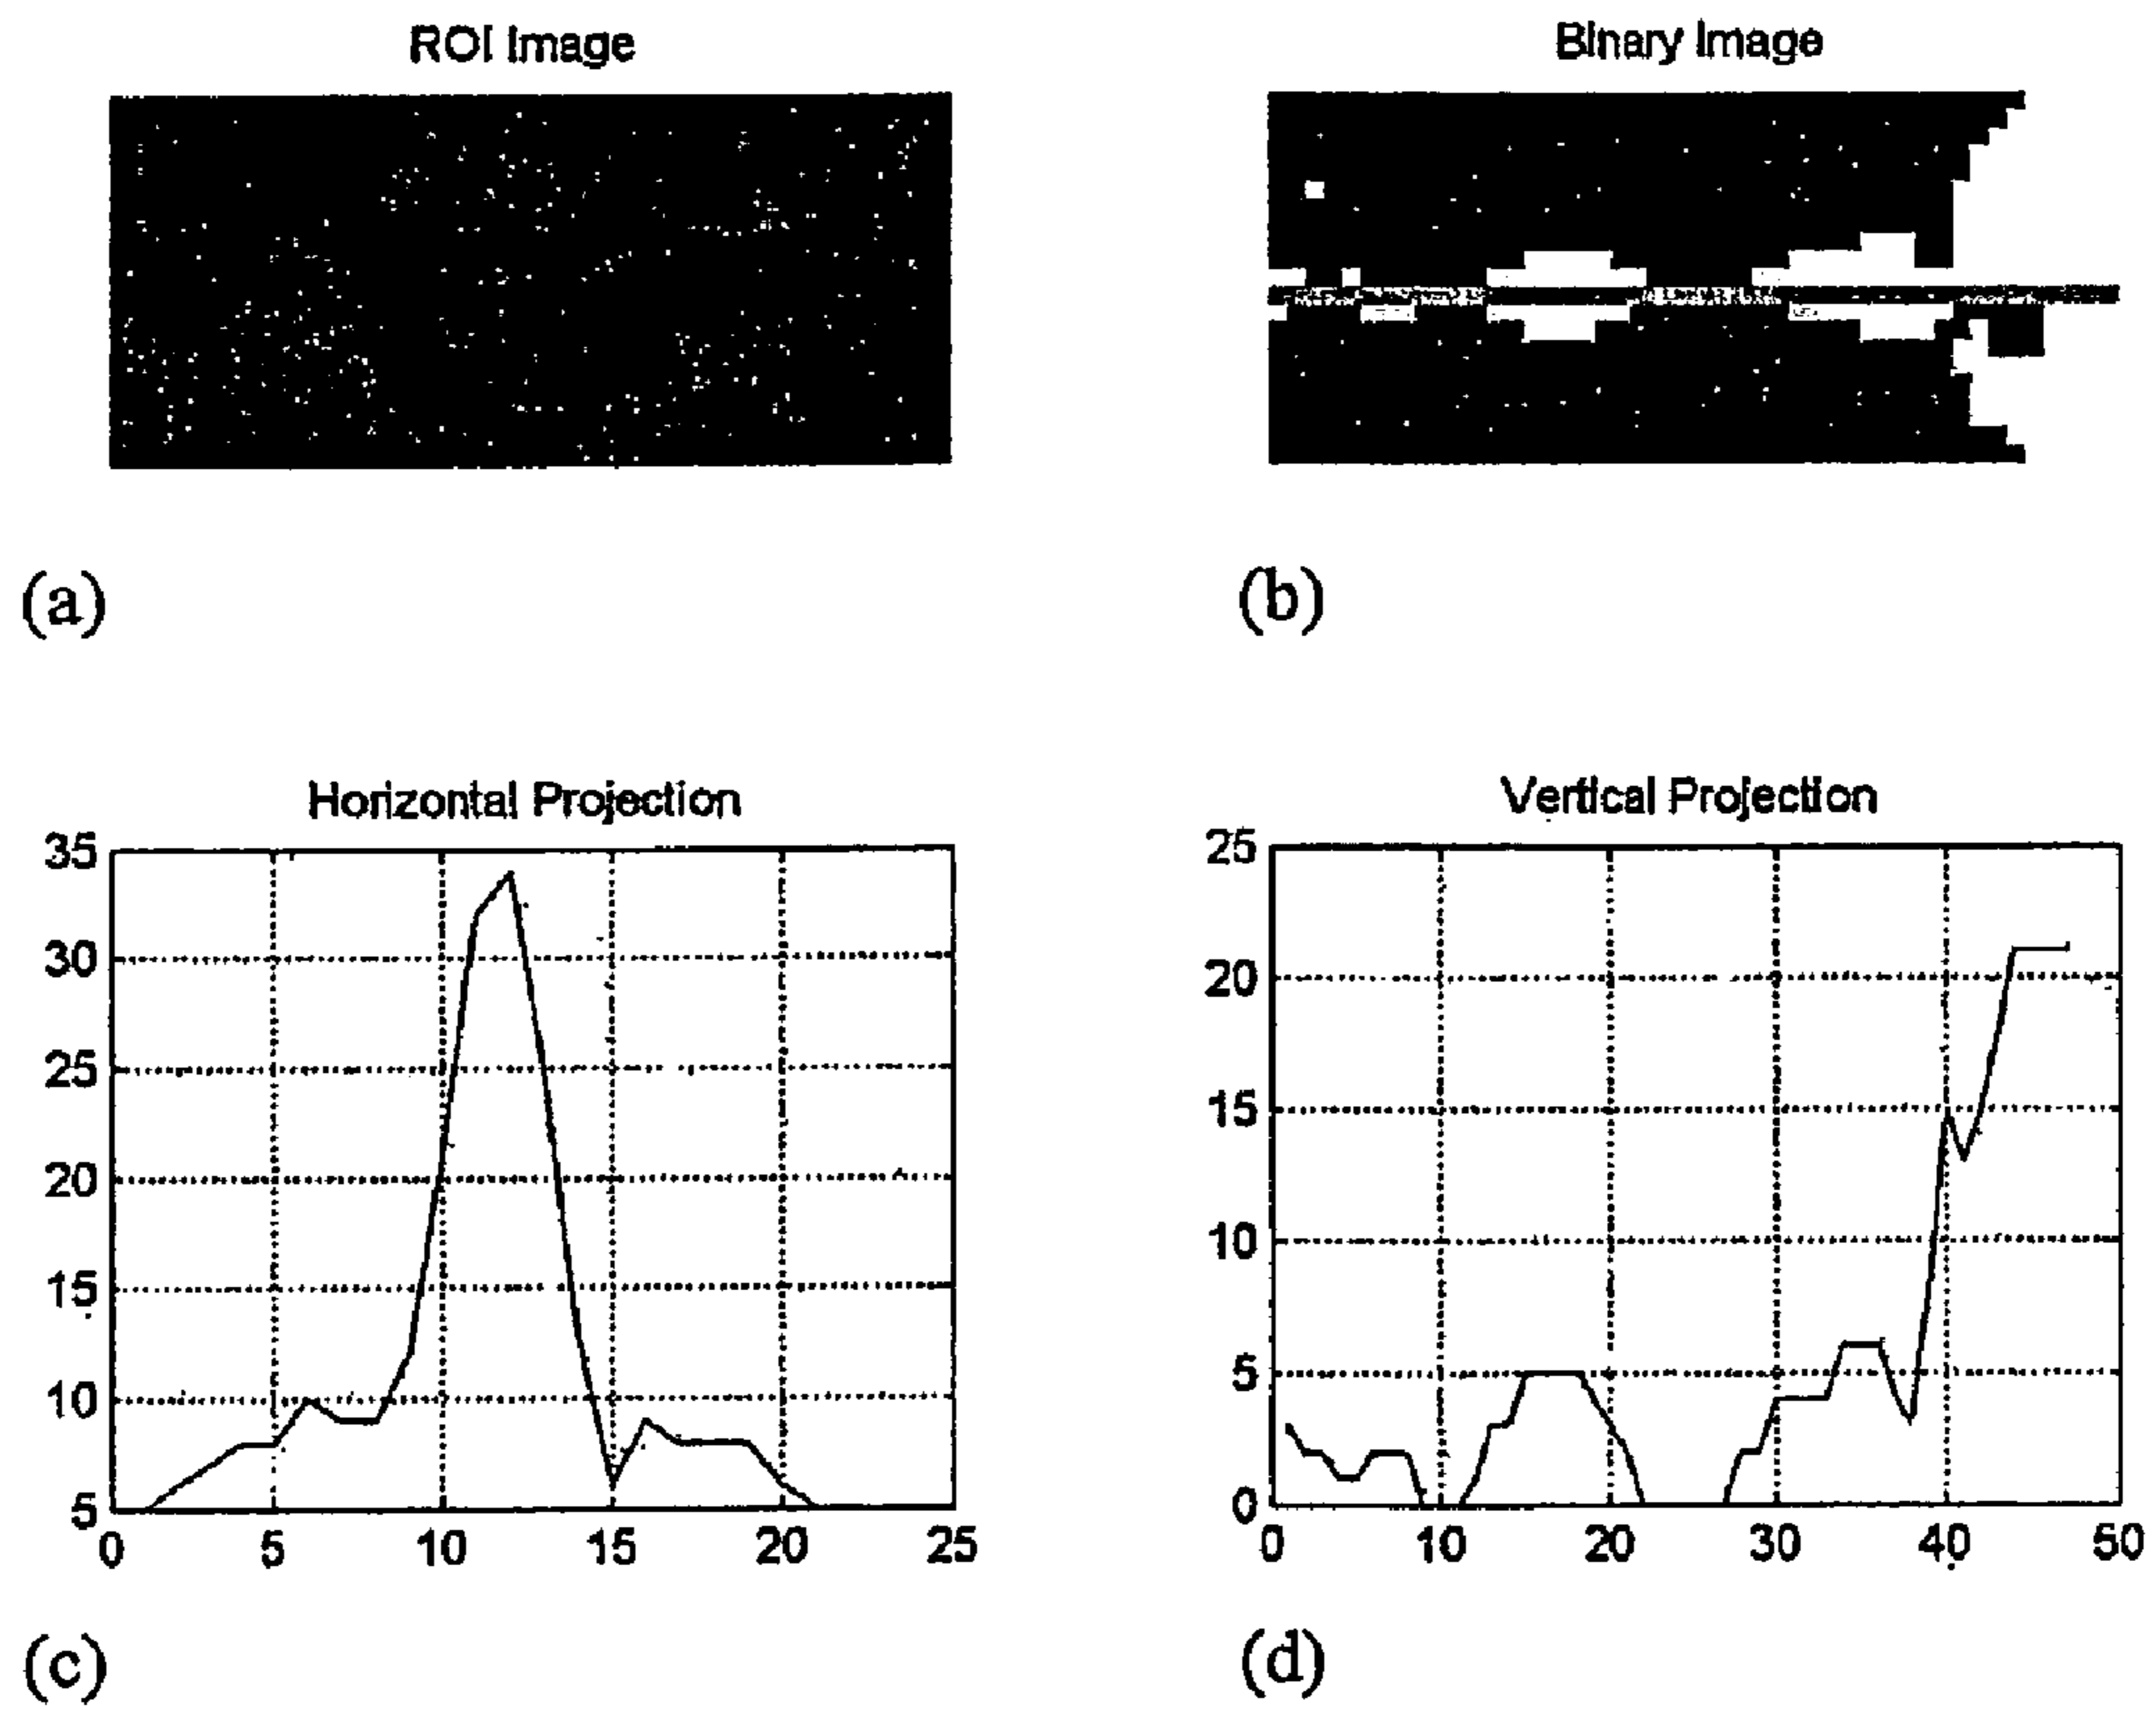 ROI Image
Binary Image
(a)
(b)
Horizontal Projection
35
30
25
20
15
10
5
0 5 10 15 20 25
Vertical Projection
25
20
15
10
5
0
0 10 20 30 40 50
(c)
(d)